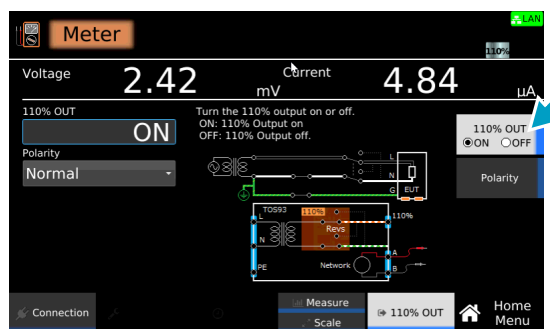 LAN
Meter
110%
Voltage 2.42 mV
Current 4.84 µA
110% OUT
ON
Polarity
Normal
Turn the 110% output on or off.
ON: 110% Output on
OFF: 110% Output off.
L
N
G EUT
TOS93 110%
L 110%
Revs
N
A
Network
PE B
110% OUT
ON OFF
Polarity
Connection
Measure
Scale
110% OUT
Home
Menu